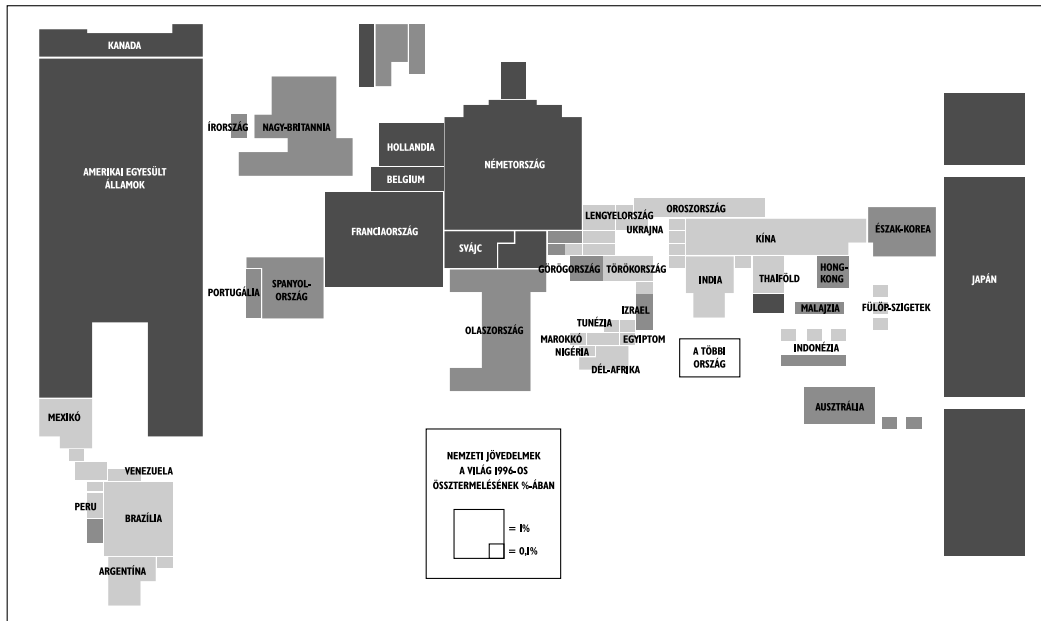 KANADA
AMERIKAI EGYESÜLT
ÁLLAMOK
MEXIKÓ
VENEZUELA
PERU
BRAZÍLIA
ARGENTÍNA
ÍRORSZÁG
NAGY-BRITANNIA
HOLLANDIA
BELGIUM
NÉMETORSZÁG
FRANCIAORSZÁG
SVÁJC
PORTUGÁLIA
SPANYOL-
ORSZÁG
OLASZORSZÁG
LENGYELORSZÁG
OROSZORSZÁG
UKRAJNA
GÖRÖGORSZÁG
TÖRÖKORSZÁG
IZRAEL
TUNÉZIA
MAROKKÓ
EGYIPTOM
NIGÉRIA
DÉL-AFRIKA
KÍNA
ÉSZAK-KOREA
INDIA
THAIFÖLD
HONG-
KONG
MALAJZIA
FÜLÖP-SZIGETEK
INDONÉZIA
A TÖBBI
ORSZÁG
AUSZTRÁLIA
JAPÁN
NEMZETI JÖVEDELMEK
A VILÁG 1996-OS
ÖSSZTERMELÉSÉNEK %-ÁBAN
= 1%
= 0,1%